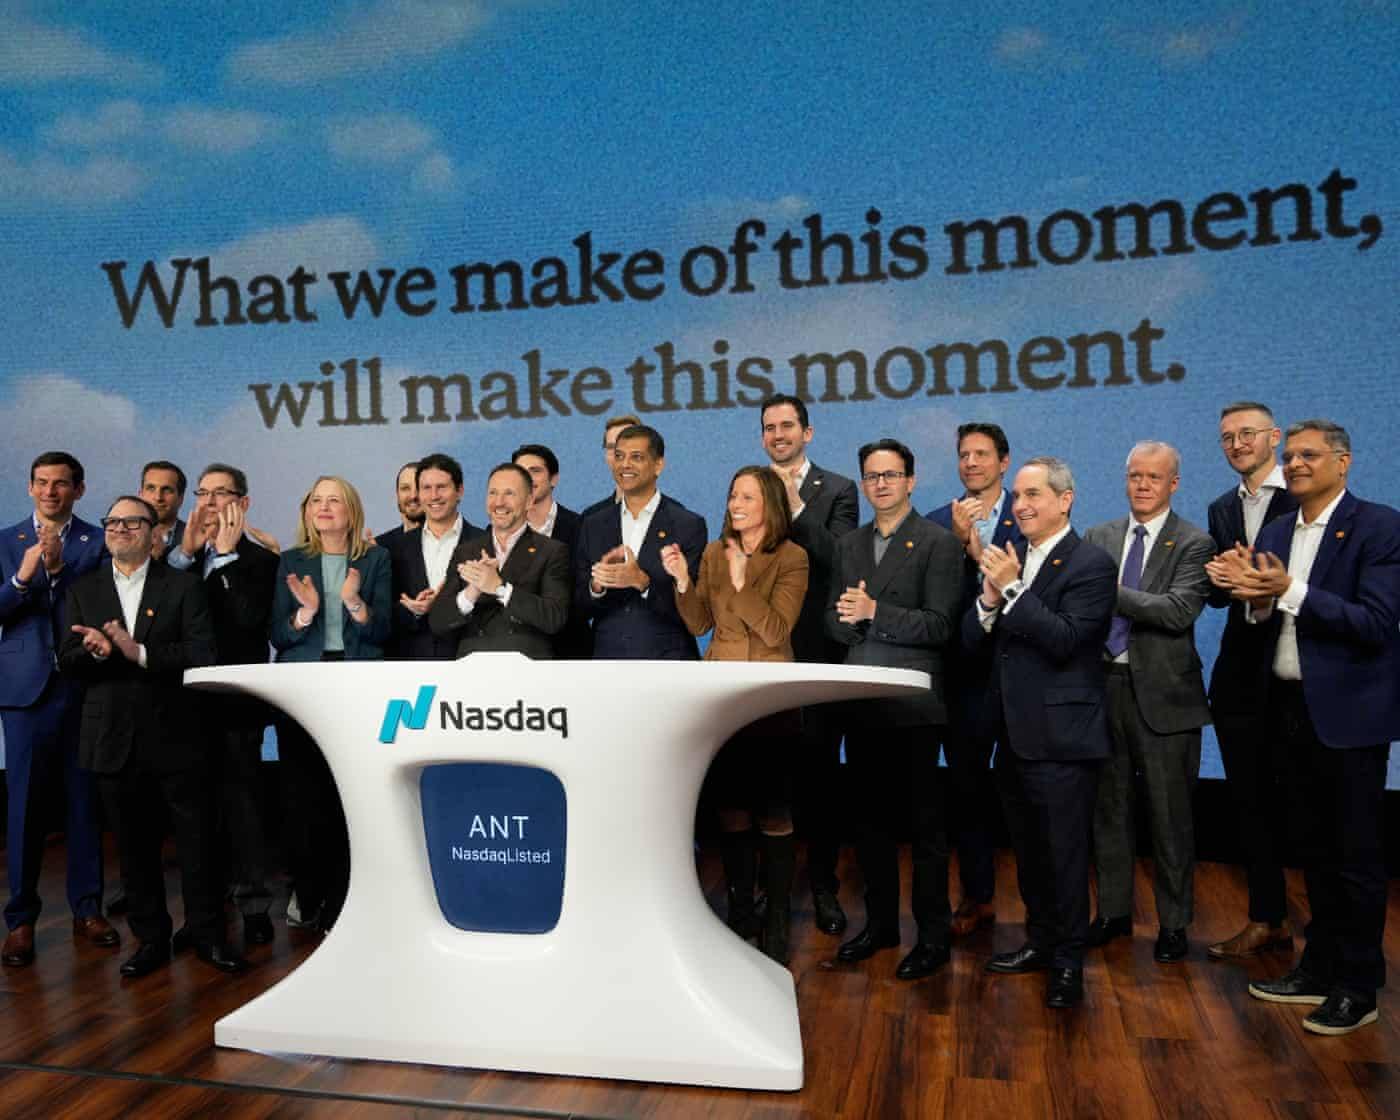 What we make of this moment,
will make this moment.
Nasdaq
ANT
NasdaqListed